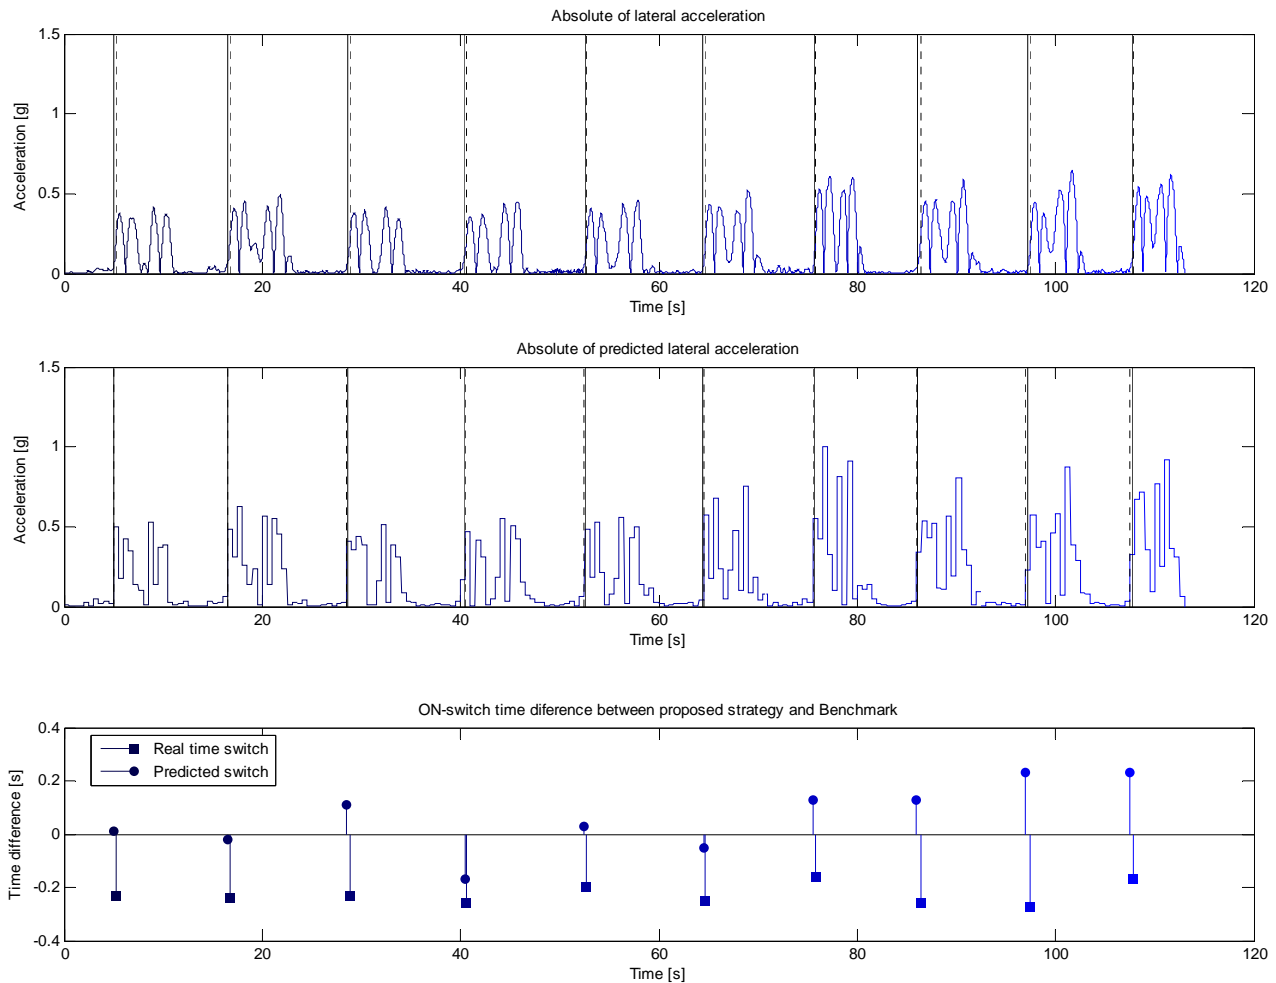 Absolute of lateral acceleration
1.5
1
0.5
0
Acceleration [g]
0 20 40 60 80 100 120
Time [s]
Absolute of predicted lateral acceleration
1.5
1
0.5
0
Acceleration [g]
0 20 40 60 80 100 120
Time [s]
ON-switch time diference between proposed strategy and Benchmark
0.4
0.2
0
-0.2
-0.4
Time difference [s]
Real time switch
Predicted switch
0 20 40 60 80 100 120
Time [s]